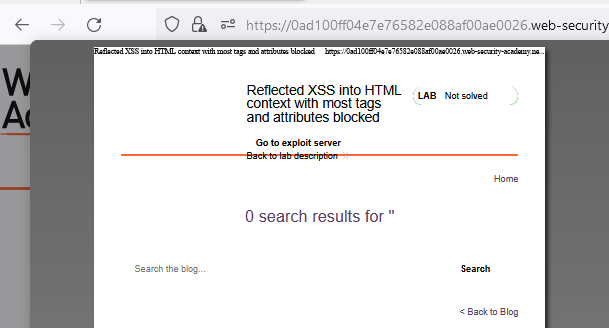 https://0ad100ff04e7e76582e088af00ae0026.web-security
Reflected XSS into HTML context with most tags and attributes blocked https://0ad100ff04e7e76582e088af00ae0026.web-security-academy.ne...
W
Ac
Reflected XSS into HTML
context with most tags
and attributes blocked
LAB Not solved
Go to exploit server
Back to lab description
Home
0 search results for ''
Search the blog...
Search
< Back to Blog